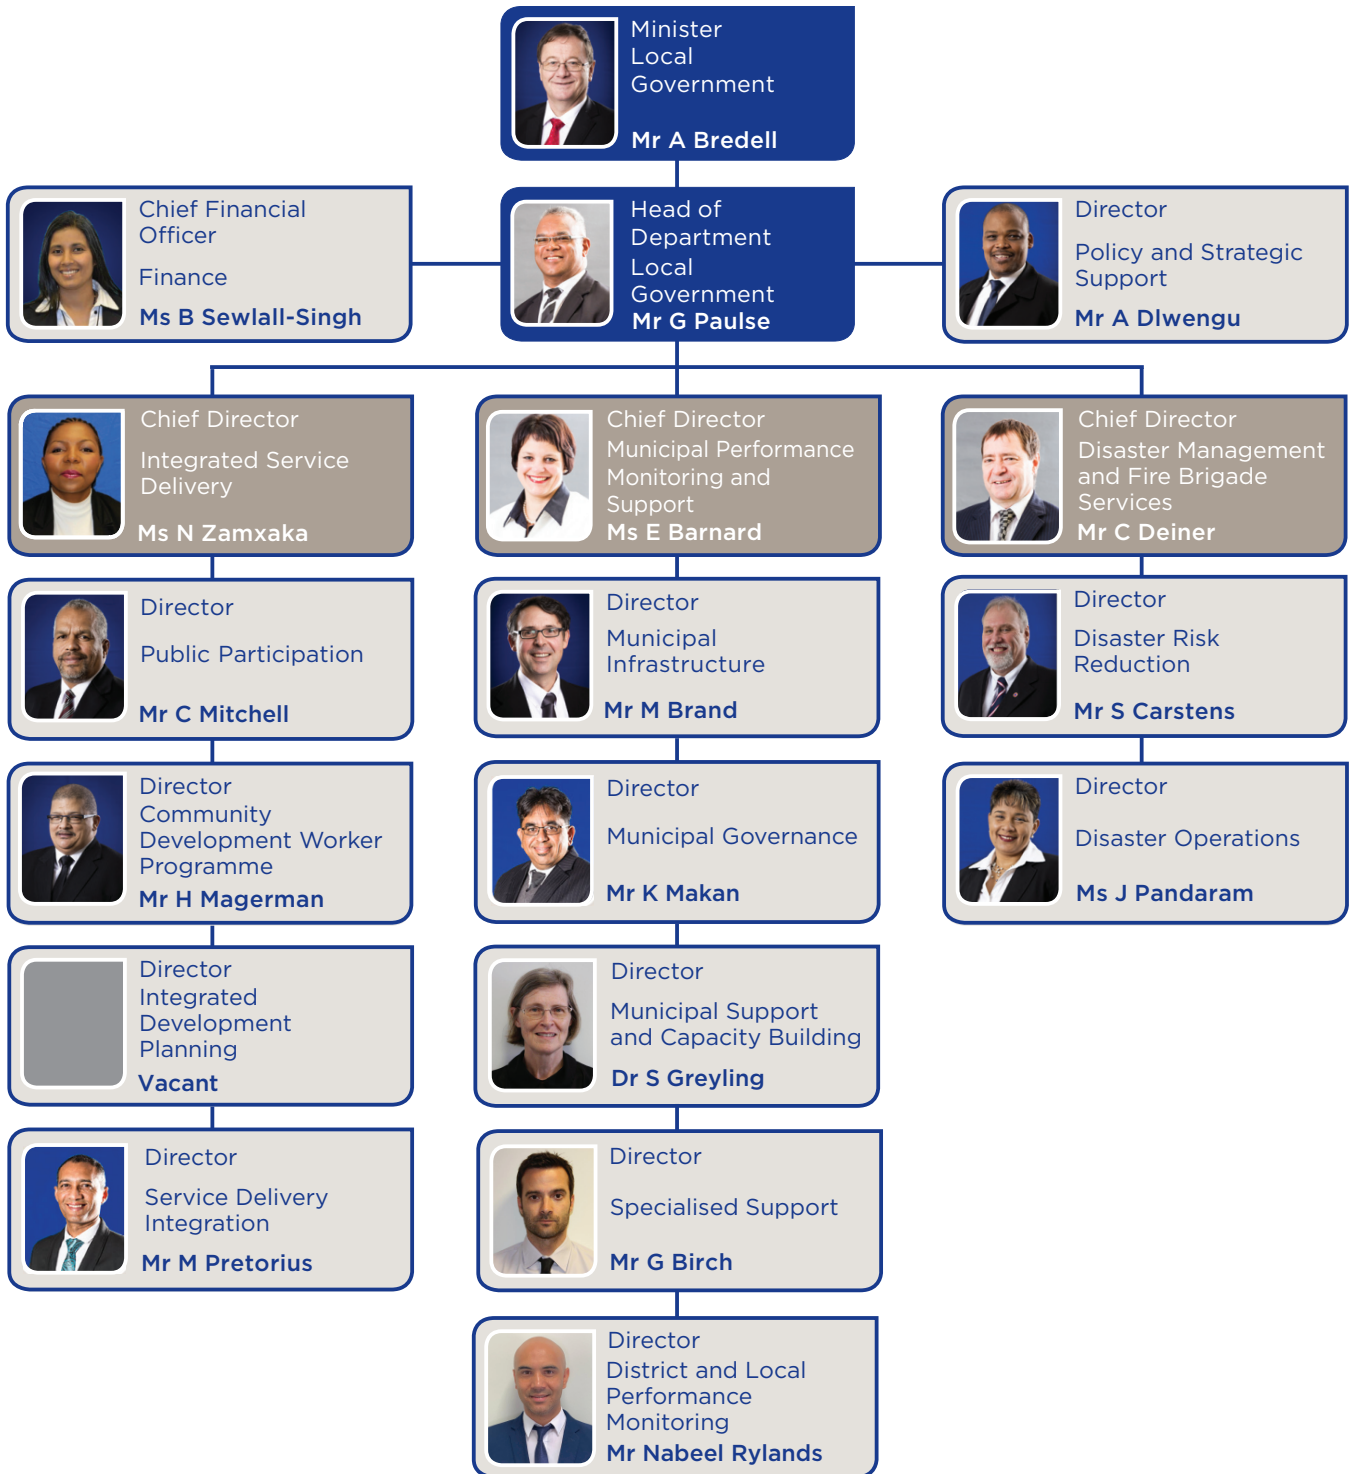 Minister
Local
Government
Mr A Bredell
Chief Financial
Officer
Finance
Ms B Sewlall-Singh
Head of
Department
Local
Government
Mr G Paulse
Director
Policy and Strategic
Support
Mr A Dlwengu
Chief Director
Integrated Service
Delivery
Ms N Zamxaka
Chief Director
Municipal Performance
Monitoring and
Support
Ms E Barnard
Chief Director
Disaster Management
and Fire Brigade
Services
Mr C Deiner
Director
Public Participation
Mr C Mitchell
Director
Municipal
Infrastructure
Mr M Brand
Director
Disaster Risk
Reduction
Mr S Carstens
Director
Community
Development Worker
Programme
Mr H Magerman
Director
Municipal Governance
Mr K Makan
Director
Disaster Operations
Ms J Pandaram
Director
Integrated
Development
Planning
Vacant
Director
Municipal Support
and Capacity Building
Dr S Greyling
Director
Service Delivery
Integration
Mr M Pretorius
Director
Specialised Support
Mr G Birch
Director
District and Local
Performance
Monitoring
Mr Nabeel Rylands